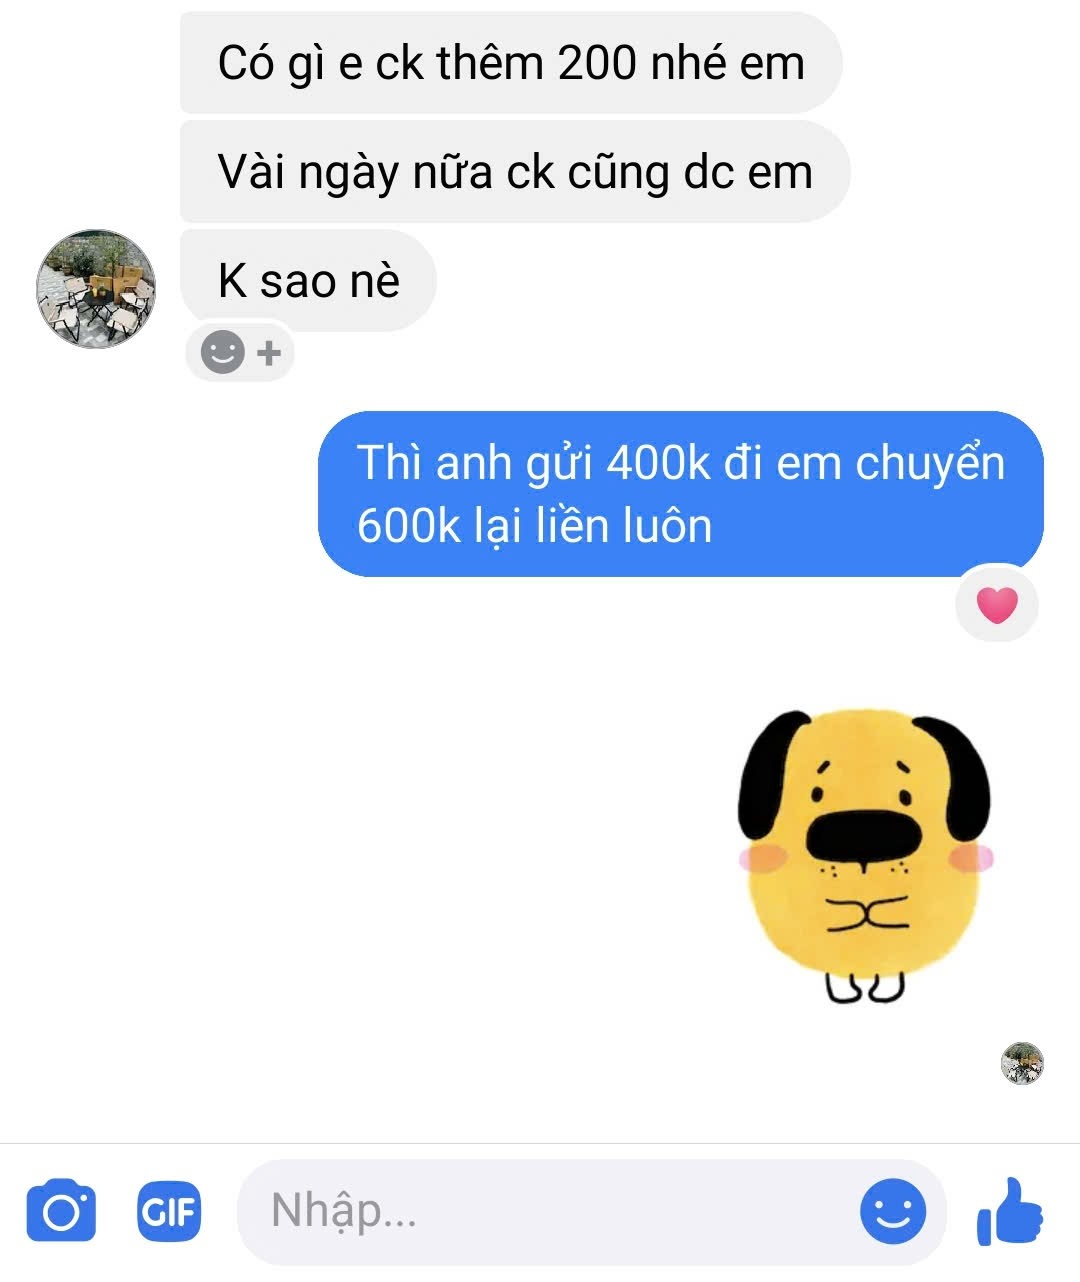 Có gì e ck thêm 200 nhé em
Vài ngày nữa ck cũng dc em
K sao nè
Thì anh gửi 400k đi em chuyển
600k lại liền luôn
GIF
Nhập...